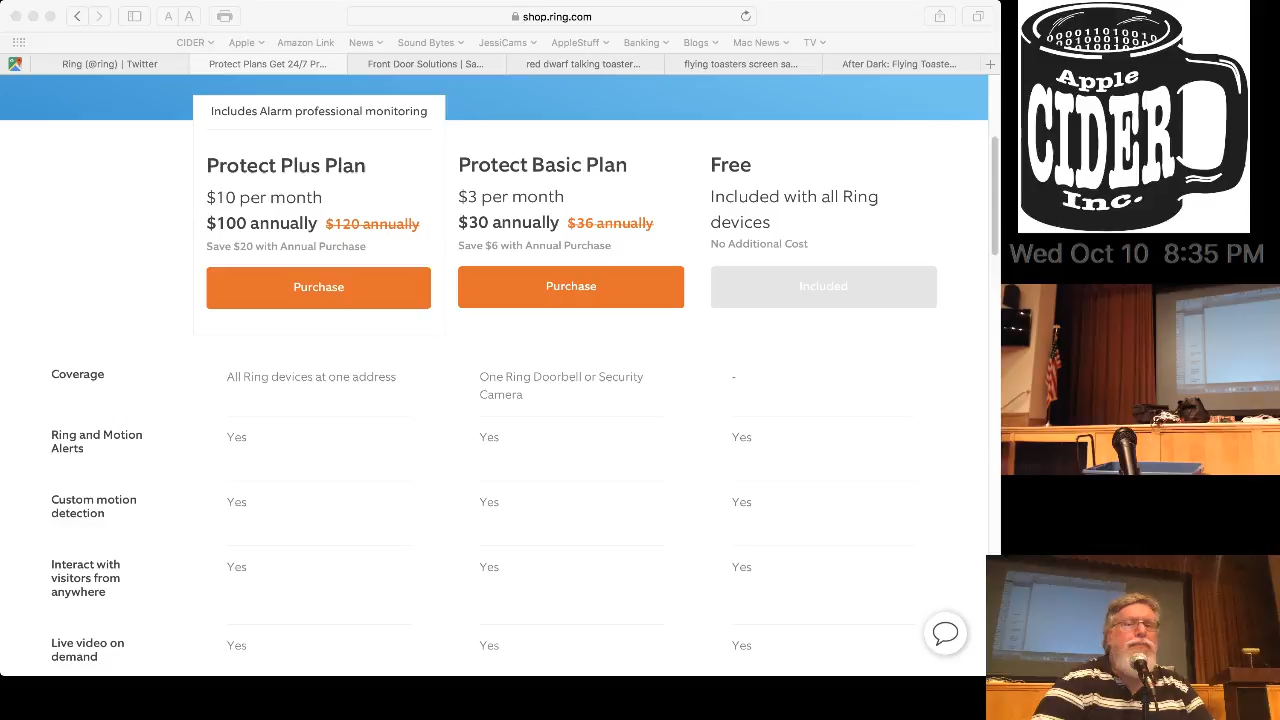 shop.ring.com
A A
CIDER Apple Amazon Link News Sound Bytes JessiCams AppleStuff Banking Blogs Mac News TV
Ring (@ring) | Twitter
Protect Plans Get 24/7 Pr...
Front Door Solutions | Sa...
red dwarf talking toaster...
flying toasters screen sa...
After Dark: Flying Toaste...
Includes Alarm professional monitoring
Protect Plus Plan
$10 per month
$100 annually $120 annually
Save $20 with Annual Purchase
Purchase
Protect Basic Plan
$3 per month
$30 annually $36 annually
Save $6 with Annual Purchase
Purchase
Free
Included with all Ring
devices
No Additional Cost
Included
Coverage
All Ring devices at one address
One Ring Doorbell or Security
Camera
-
Ring and Motion
Alerts
Yes
Yes
Yes
Custom motion
detection
Yes
Yes
Yes
Interact with
visitors from
anywhere
Yes
Yes
Yes
Live video on
demand
Yes
Yes
Yes
000011010010
00101000100
010010100
Apple
CIDER
Inc.
Wed Oct 10 8:35 PM